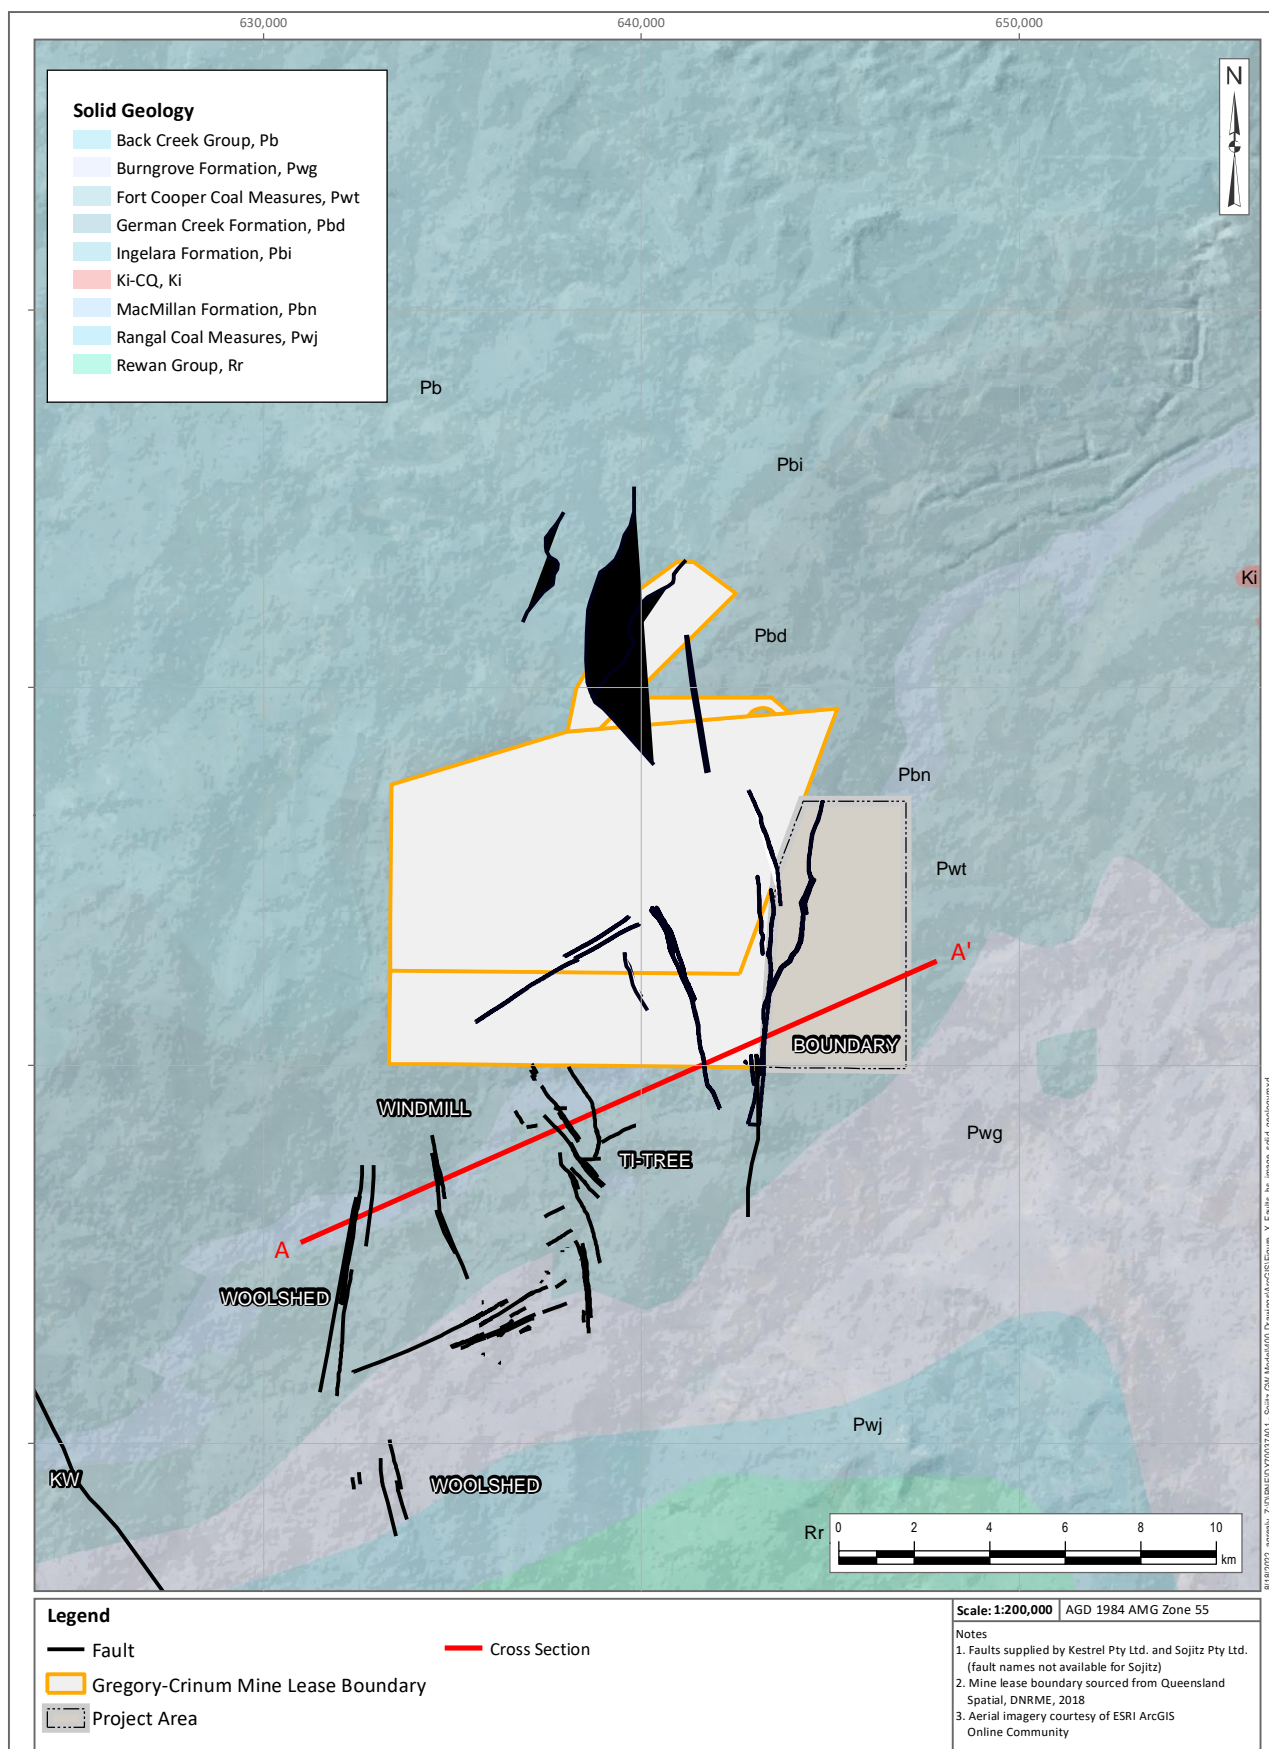 630,000
640,000
650,000
N
Solid Geology
Back Creek Group, Pb
Burngrove Formation, Pwg
Fort Cooper Coal Measures, Pwt
German Creek Formation, Pbd
Ingelara Formation, Pbi
Ki-CQ, Ki
MacMillan Formation, Pbn
Rangal Coal Measures, Pwj
Rewan Group, Rr
Pb
Pbi
Ki
Pbd
Pbn
Pwt
A'
BOUNDARY
WINDMILL
Pwg
TI-TREE
A
WOOLSHED
Pwj
KW
WOOLSHED
Rr
0 2 4 6 8 10
km
Legend
Fault
Cross Section
Gregory-Crinum Mine Lease Boundary
Project Area
Scale: 1:200,000
AGD 1984 AMG Zone 55
Notes
1. Faults supplied by Kestrel Pty Ltd. and Sojitz Pty Ltd.
(fault names not available for Sojitz)
2. Mine lease boundary sourced from Queensland
Spatial, DNRME, 2018
3. Aerial imagery courtesy of ESRI ArcGIS
Online Community